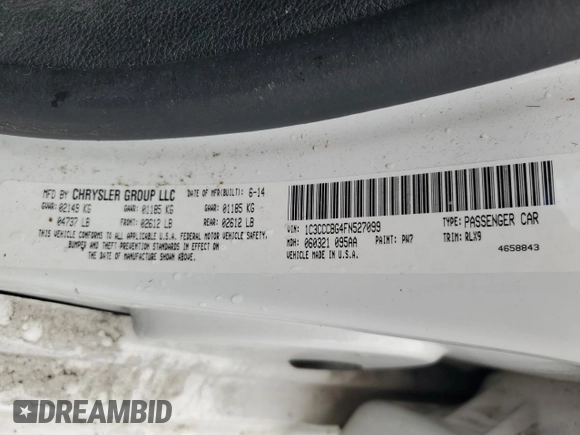 MFD BY CHRYSLER GROUP LLC DATE OF MFR(BUILT): 6-14
GVWR: 02149 KG GAWR: 01185 KG GAWR: 01185 KG
04737 LB FRONT: 02612 LB REAR: 02612 LB
THIS VEHICLE CONFORMS TO ALL APPLICABLE U.S.A. FEDERAL MOTOR VEHICLE SAFETY,
BUMPER AND THEFT PREVENTION STANDARDS IN EFFECT ON
THE DATE OF MANUFACTURE SHOWN ABOVE.
VIN: 1C3CCCBG4FN527099 TYPE: PASSENGER CAR
MDH: 060321 095AA PAINT: PW7 TRIM: RLX9
VEHICLE MADE IN U.S.A. 4658843
DREAMBID